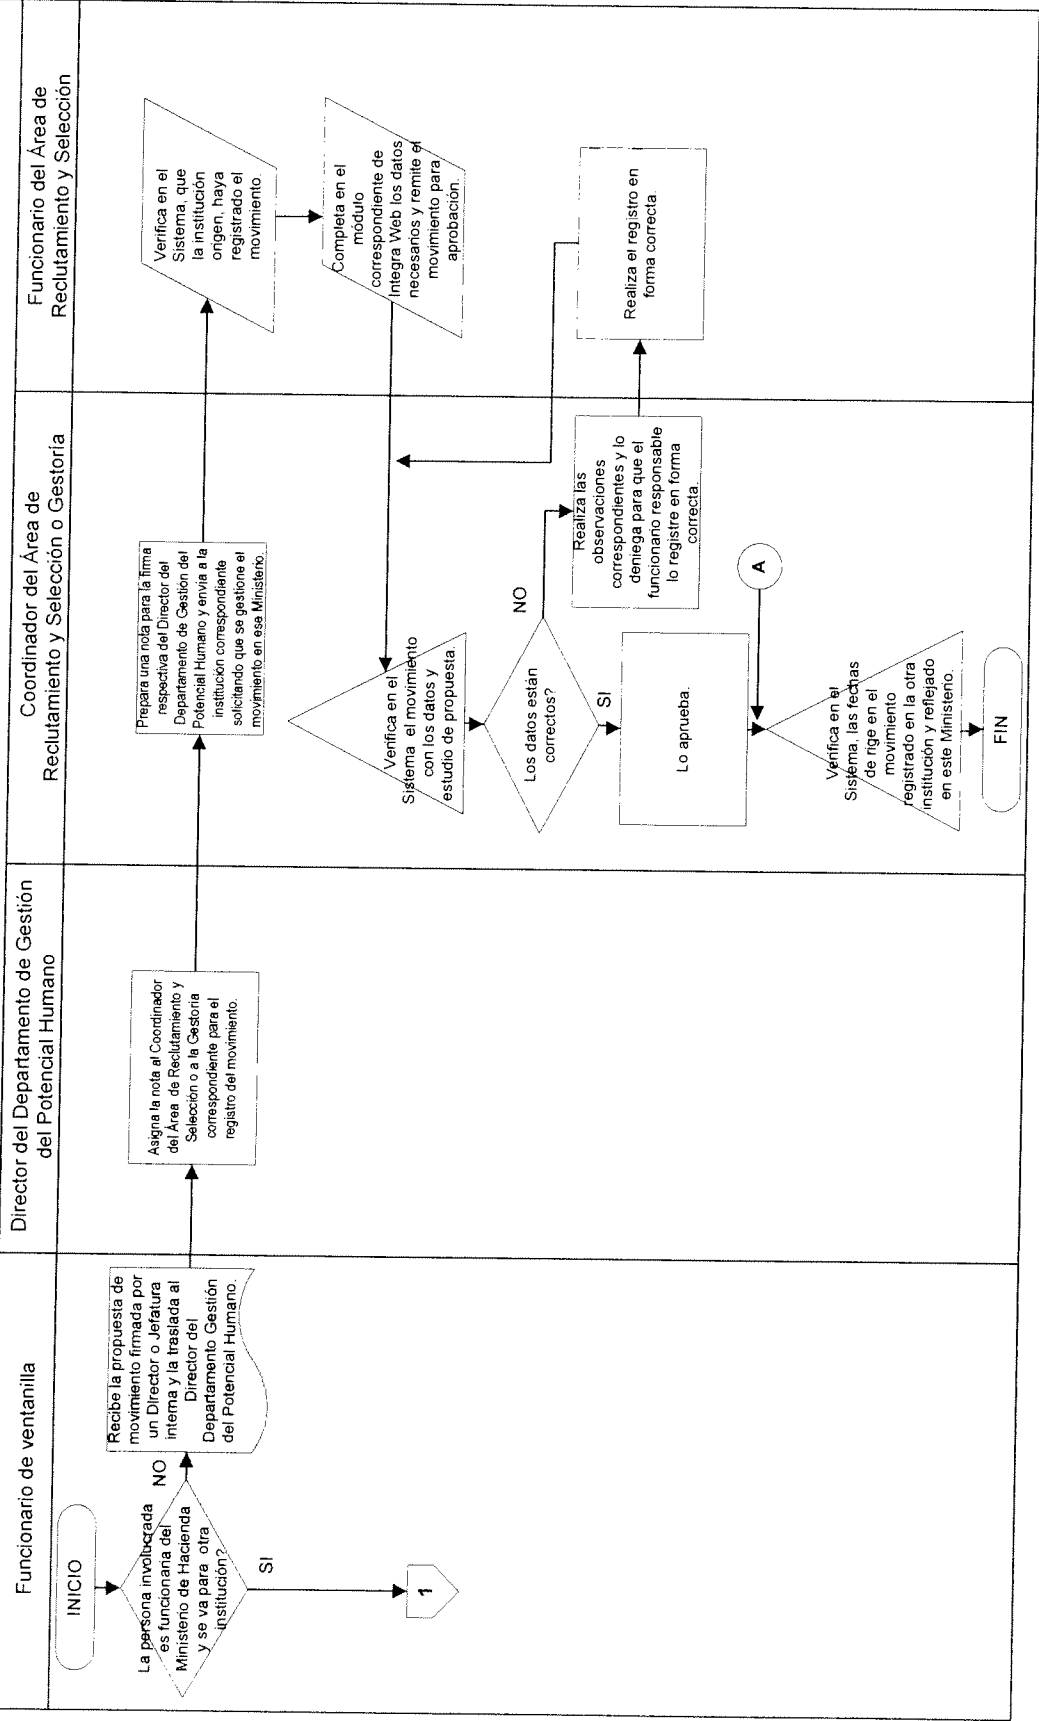 Funcionario de ventanilla
Director del Departamento de Gestión
del Potencial Humano
Coordinador del Área de
Reclutamiento y Selección o Gestoría
Funcionario del Área de
Reclutamiento y Selección
INICIO
La persona involucrada
es funcionaria del
Ministerio de Hacienda
y se va para otra
institución?
NO
SI
1
Recibe la propuesta de
movimiento firmada por
un Director o Jefatura
interna y la traslada al
Director del
Departamento Gestión
del Potencial Humano.
Asigna la nota al Coordinador
del Área de Reclutamiento y
Selección o a la Gestoría
correspondiente para el
registro del movimiento.
Prepara una nota para la firma
respectiva del Director del
Departamento de Gestión del
Potencial Humano y envía a la
institución correspondiente
solicitando que se gestione el
movimiento en ese Ministerio.
Verifica en el
Sistema, que
la institución
origen, haya
registrado el
movimiento.
Completa en el
módulo
correspondiente de
Integra Web los datos
necesarios y remite el
movimiento para
aprobación.
Verifica en el
Sistema el movimiento
con los datos y
estudio de propuesta.
Los datos están
correctos?
NO
SI
Realiza las
observaciones
correspondientes y lo
deniega para que el
funcionario responsable
lo registre en forma
correcta.
Realiza el registro en
forma correcta.
Lo aprueba.
A
Verifica en el
Sistema, las fechas
de rige en el
movimiento
registrado en la otra
institución y reflejado
en este Ministerio.
FIN